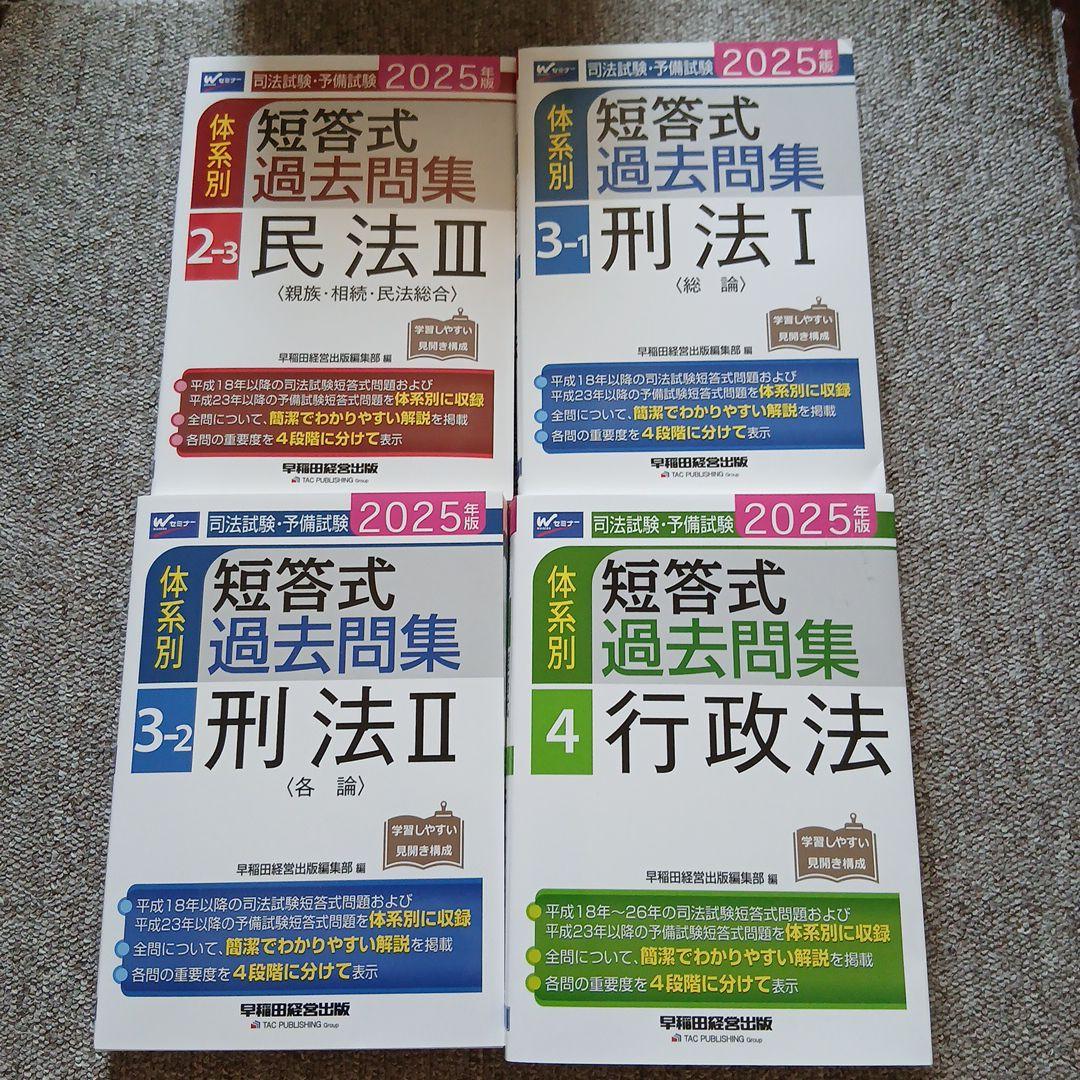 Wセミナー 司法試験・予備試験 2025年版
体系別
短答式
過去問集
2-3 民法Ⅲ
〈親族・相続・民法総合〉
学習しやすい
見開き構成
早稲田経営出版編集部 編
平成18年以降の司法試験短答式問題および
平成23年以降の予備試験短答式問題を体系別に収録
全問について、簡潔でわかりやすい解説を掲載
各問の重要度を4段階に分けて表示
早稲田経営出版
TAC PUBLISHING Group
Wセミナー 司法試験・予備試験 2025年版
体系別
短答式
過去問集
3-1 刑法Ⅰ
〈総論〉
学習しやすい
見開き構成
早稲田経営出版編集部 編
平成18年以降の司法試験短答式問題および
平成23年以降の予備試験短答式問題を体系別に収録
全問について、簡潔でわかりやすい解説を掲載
各問の重要度を4段階に分けて表示
早稲田経営出版
TAC PUBLISHING Group
Wセミナー 司法試験・予備試験 2025年版
体系別
短答式
過去問集
3-2 刑法Ⅱ
〈各論〉
学習しやすい
見開き構成
早稲田経営出版編集部 編
平成18年以降の司法試験短答式問題および
平成23年以降の予備試験短答式問題を体系別に収録
全問について、簡潔でわかりやすい解説を掲載
各問の重要度を4段階に分けて表示
早稲田経営出版
TAC PUBLISHING Group
Wセミナー 司法試験・予備試験 2025年版
体系別
短答式
過去問集
4 行政法
学習しやすい
見開き構成
早稲田経営出版編集部 編
平成18年～26年の司法試験短答式問題および
平成23年以降の予備試験短答式問題を体系別に収録
全問について、簡潔でわかりやすい解説を掲載
各問の重要度を4段階に分けて表示
早稲田経営出版
TAC PUBLISHING Group